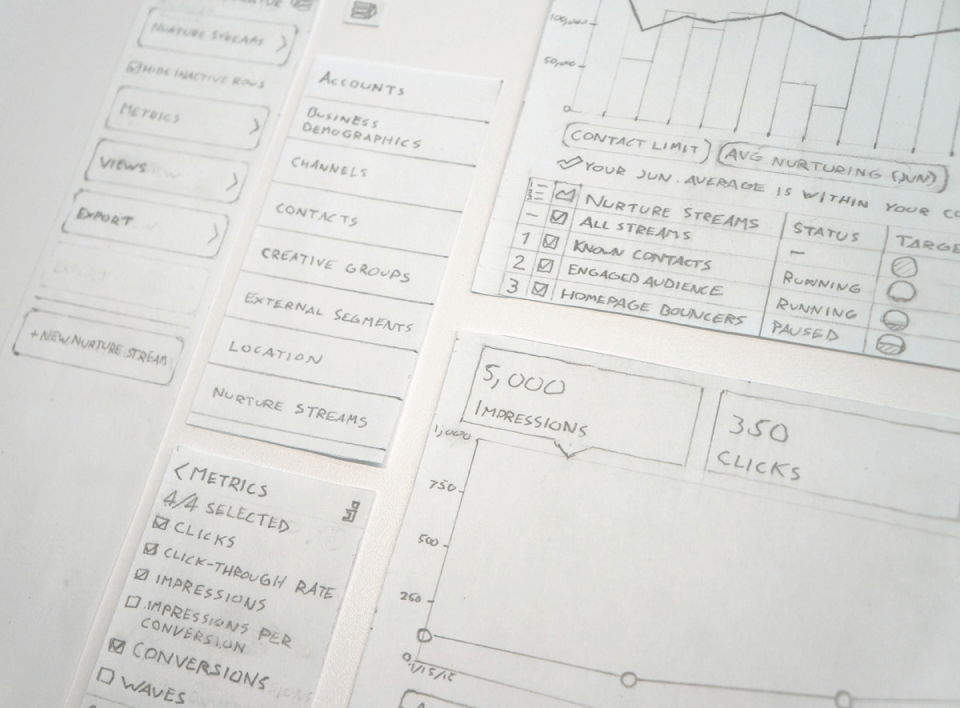 NURTURE STREAMS
HIDE INACTIVE ROWS
METRICS
VIEWS
EXPORT
+ NEW NURTURE STREAM
ACCOUNTS
BUSINESS
DEMOGRAPHICS
CHANNELS
CONTACTS
CREATIVE GROUPS
EXTERNAL SEGMENTS
LOCATION
NURTURE STREAMS
< METRICS
4/4 SELECTED
CLICKS
CLICK-THROUGH RATE
IMPRESSIONS
IMPRESSIONS PER
CONVERSION
CONVERSIONS
WAVES
100,000
50,000
0
CONTACT LIMIT AVG NURTURING (JUN)
YOUR JUN. AVERAGE IS WITHIN YOUR CO
NURTURE STREAMS STATUS TARGE
– ALL STREAMS –
1 KNOWN CONTACTS RUNNING
2 ENGAGED AUDIENCE RUNNING
3 HOMEPAGE BOUNCERS PAUSED
5,000
IMPRESSIONS
350
CLICKS
1,000
750
500
250
0
1/15/15